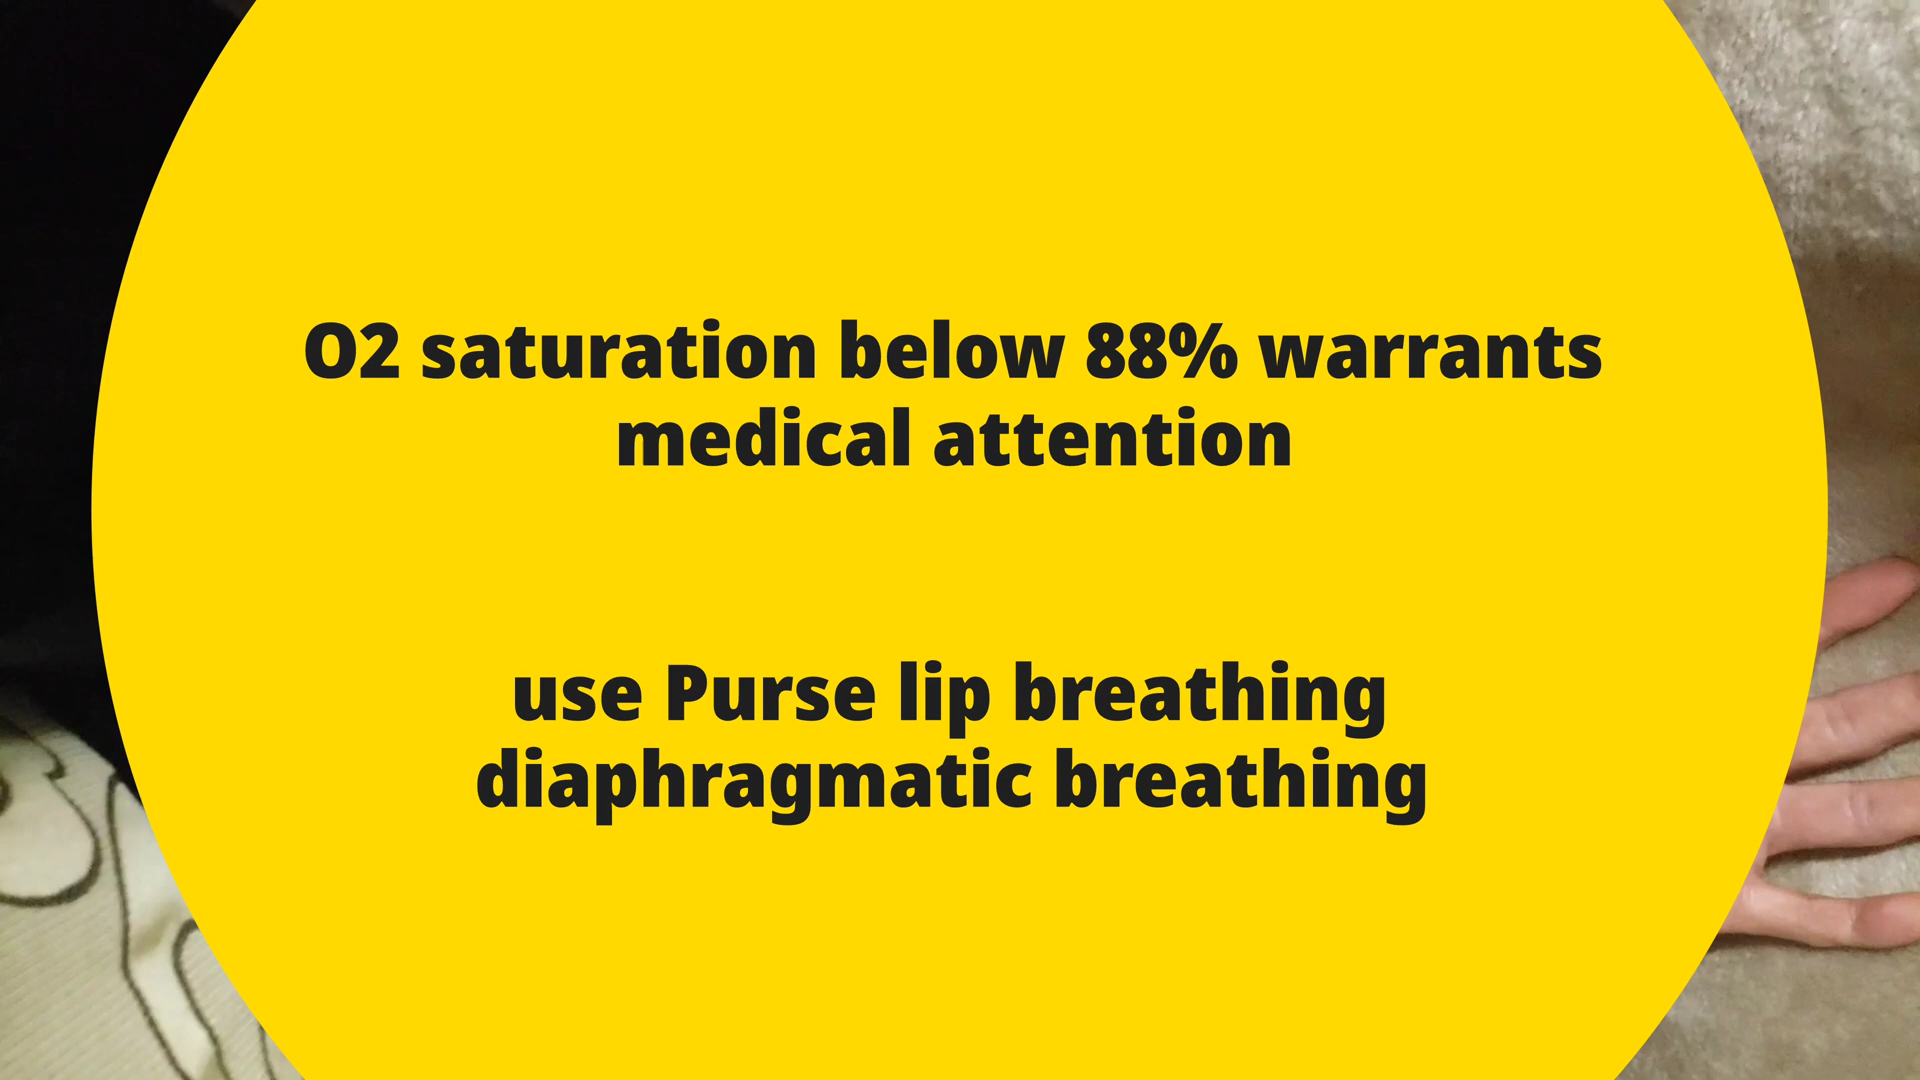 O2 saturation below 88% warrants
medical attention
use Purse lip breathing
diaphragmatic breathing